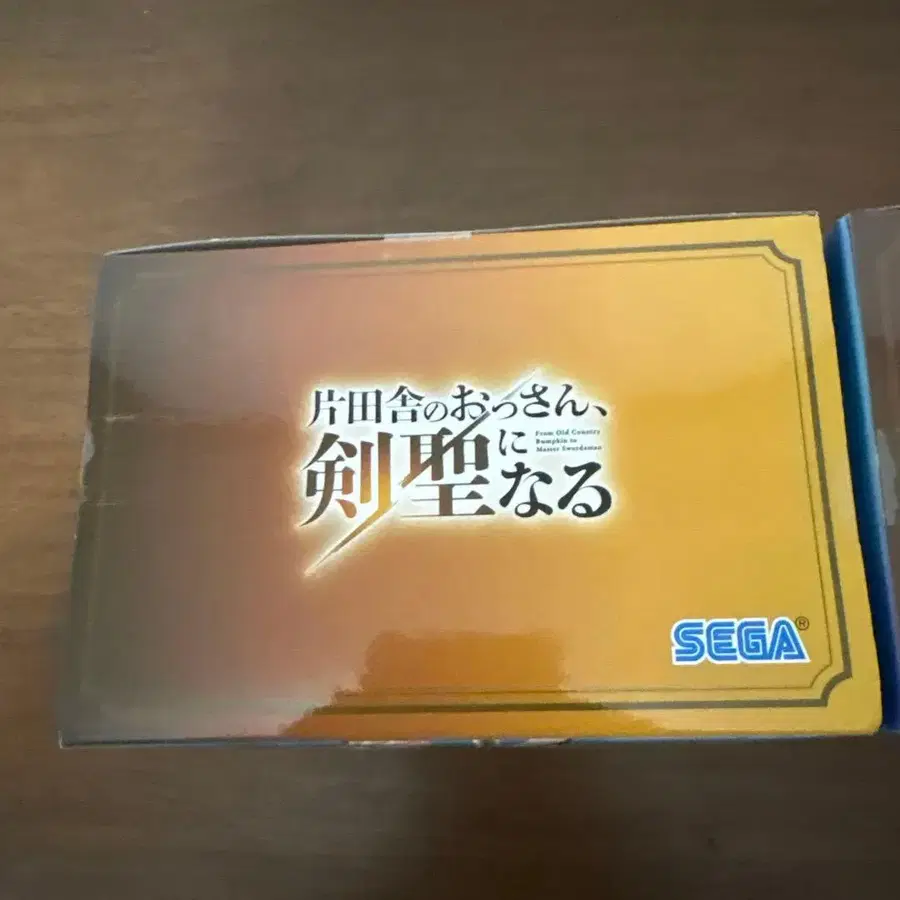 片田舎のおっさん、
剣聖になる
From Old Country
Bumpkin to
Master Swordsman
SEGA®